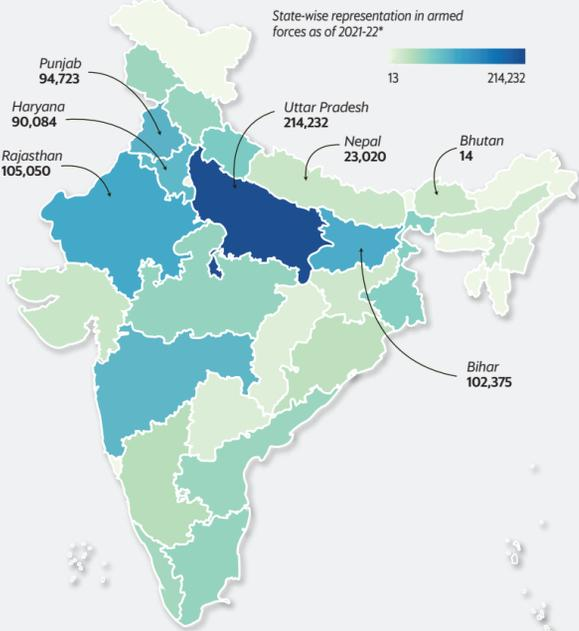 State-wise representation in armed
forces as of 2021-22*
13
214,232
Punjab
94,723
Haryana
90,084
Rajasthan
105,050
Uttar Pradesh
214,232
Nepal
23,020
Bhutan
14
Bihar
102,375